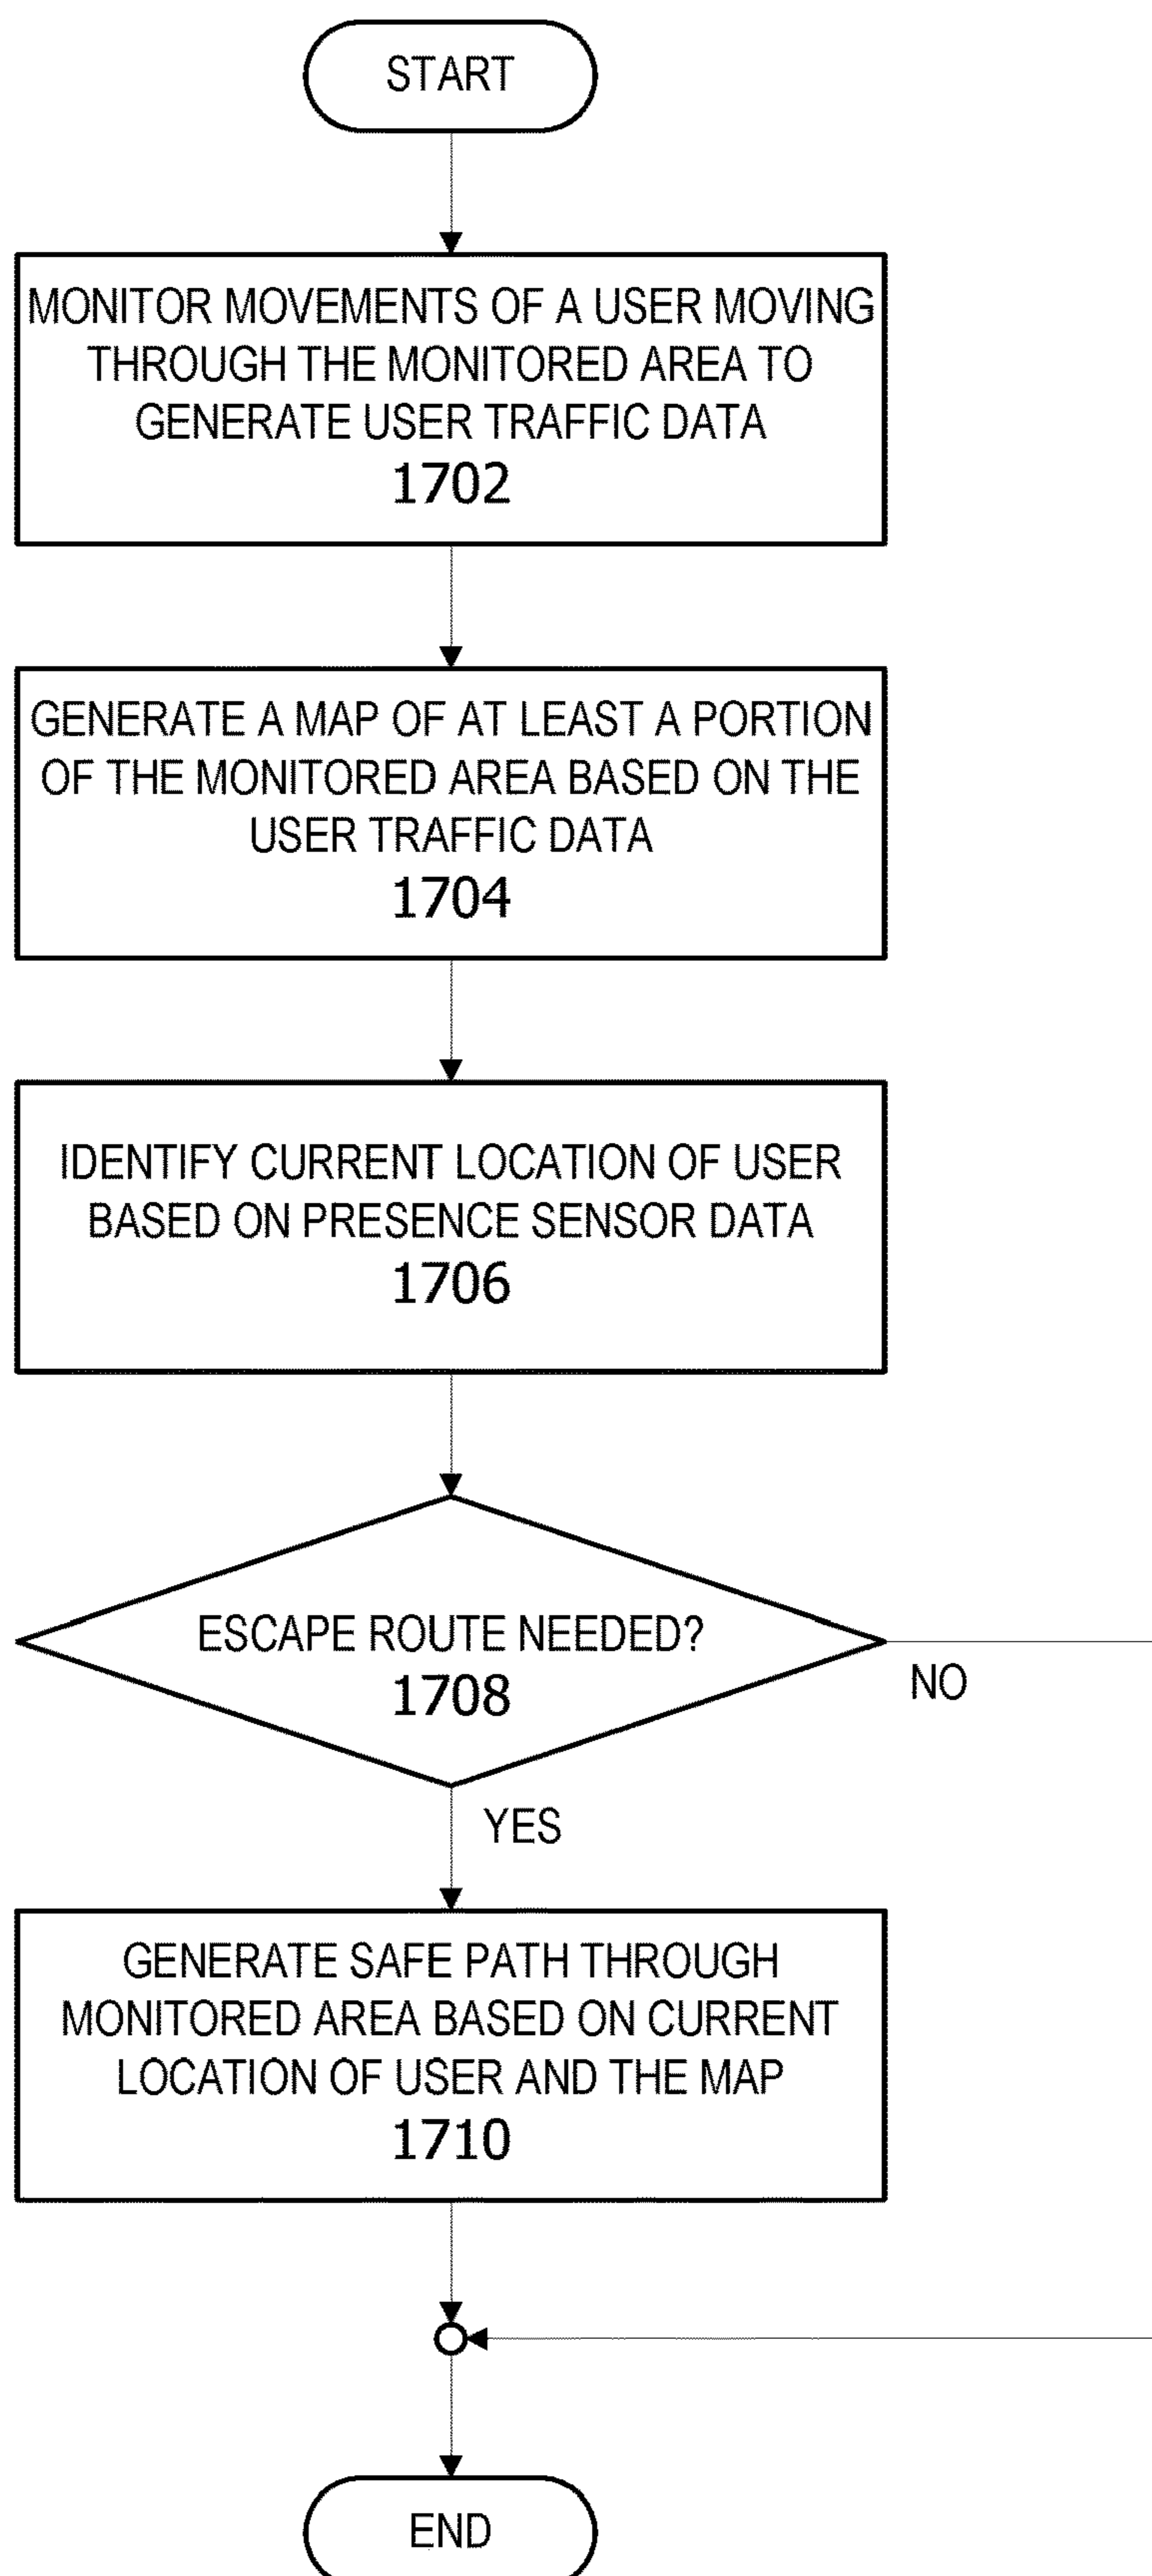 START
MONITOR MOVEMENTS OF A USER MOVING
THROUGH THE MONITORED AREA TO
GENERATE USER TRAFFIC DATA
1702
GENERATE A MAP OF AT LEAST A PORTION
OF THE MONITORED AREA BASED ON THE
USER TRAFFIC DATA
1704
IDENTIFY CURRENT LOCATION OF USER
BASED ON PRESENCE SENSOR DATA
1706
ESCAPE ROUTE NEEDED?
1708
NO
YES
GENERATE SAFE PATH THROUGH
MONITORED AREA BASED ON CURRENT
LOCATION OF USER AND THE MAP
1710
END